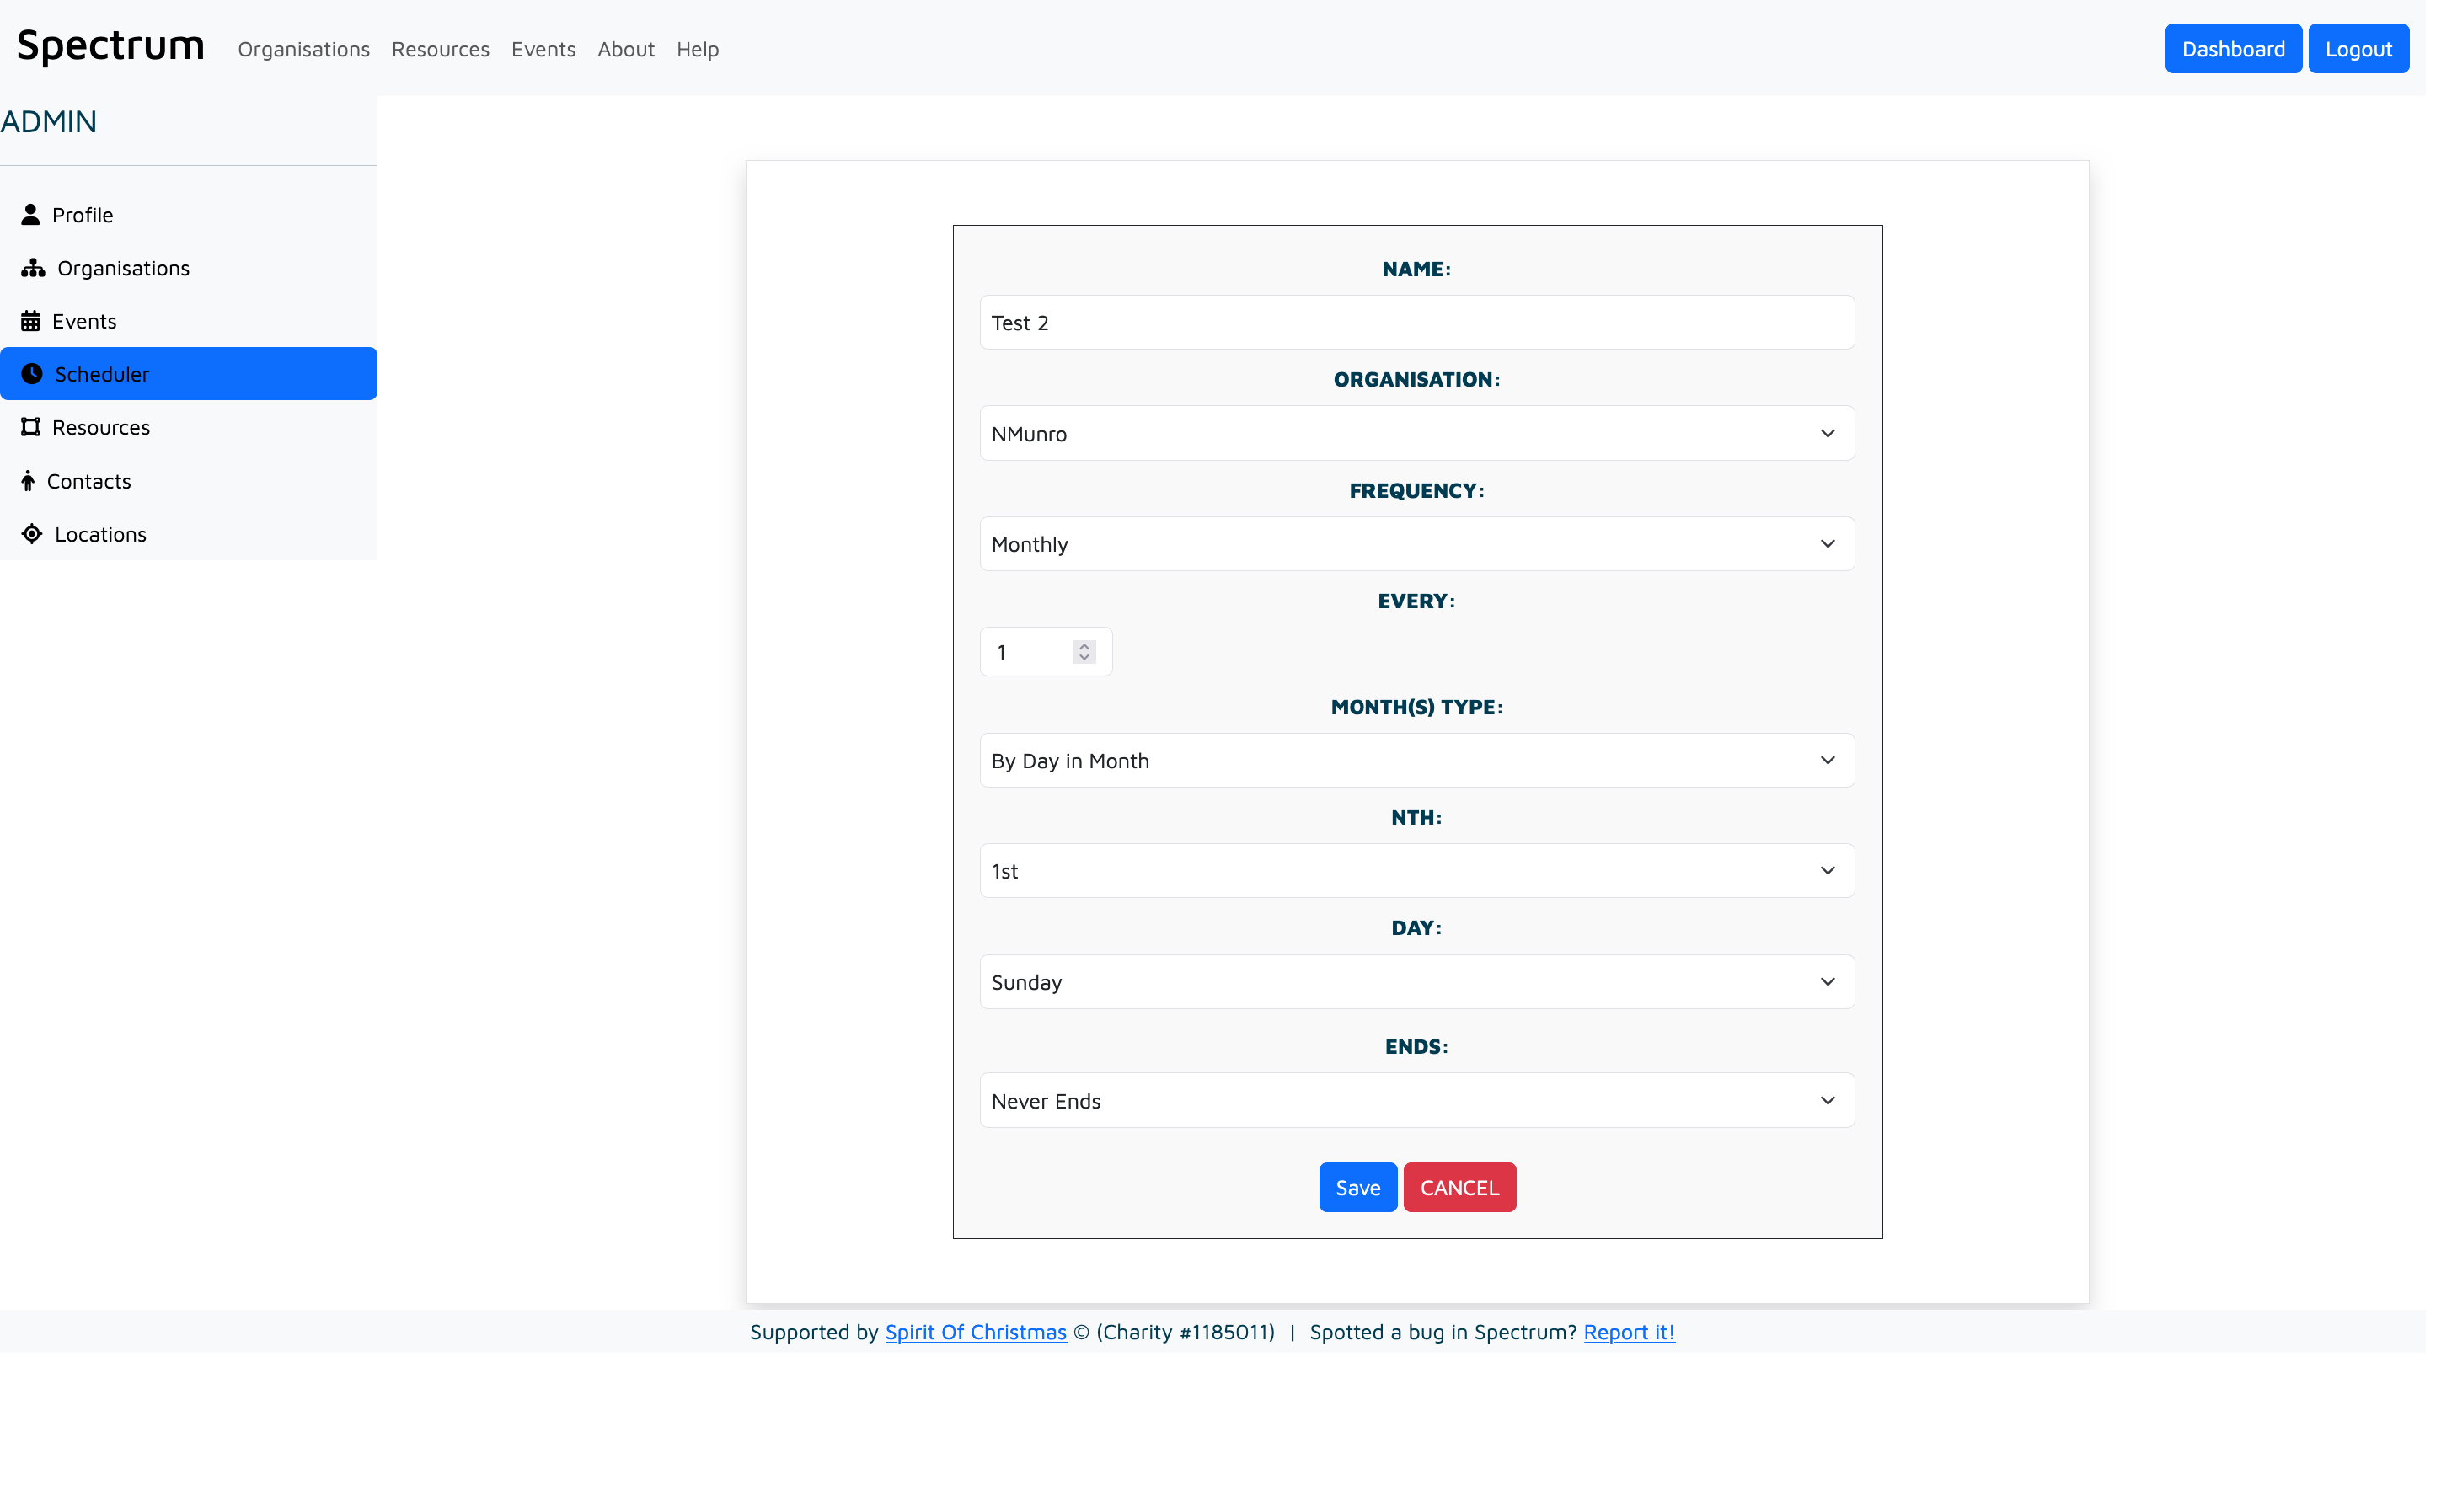 Spectrum Organisations Resources Events About Help Dashboard Logout
ADMIN
Profile
Organisations
Events
Scheduler
Resources
Contacts
Locations
NAME:
Test 2
ORGANISATION:
NMunro
FREQUENCY:
Monthly
EVERY:
1
MONTH(S) TYPE:
By Day in Month
NTH:
1st
DAY:
Sunday
ENDS:
Never Ends
Save CANCEL
Supported by Spirit Of Christmas © (Charity #1185011) | Spotted a bug in Spectrum? Report it!